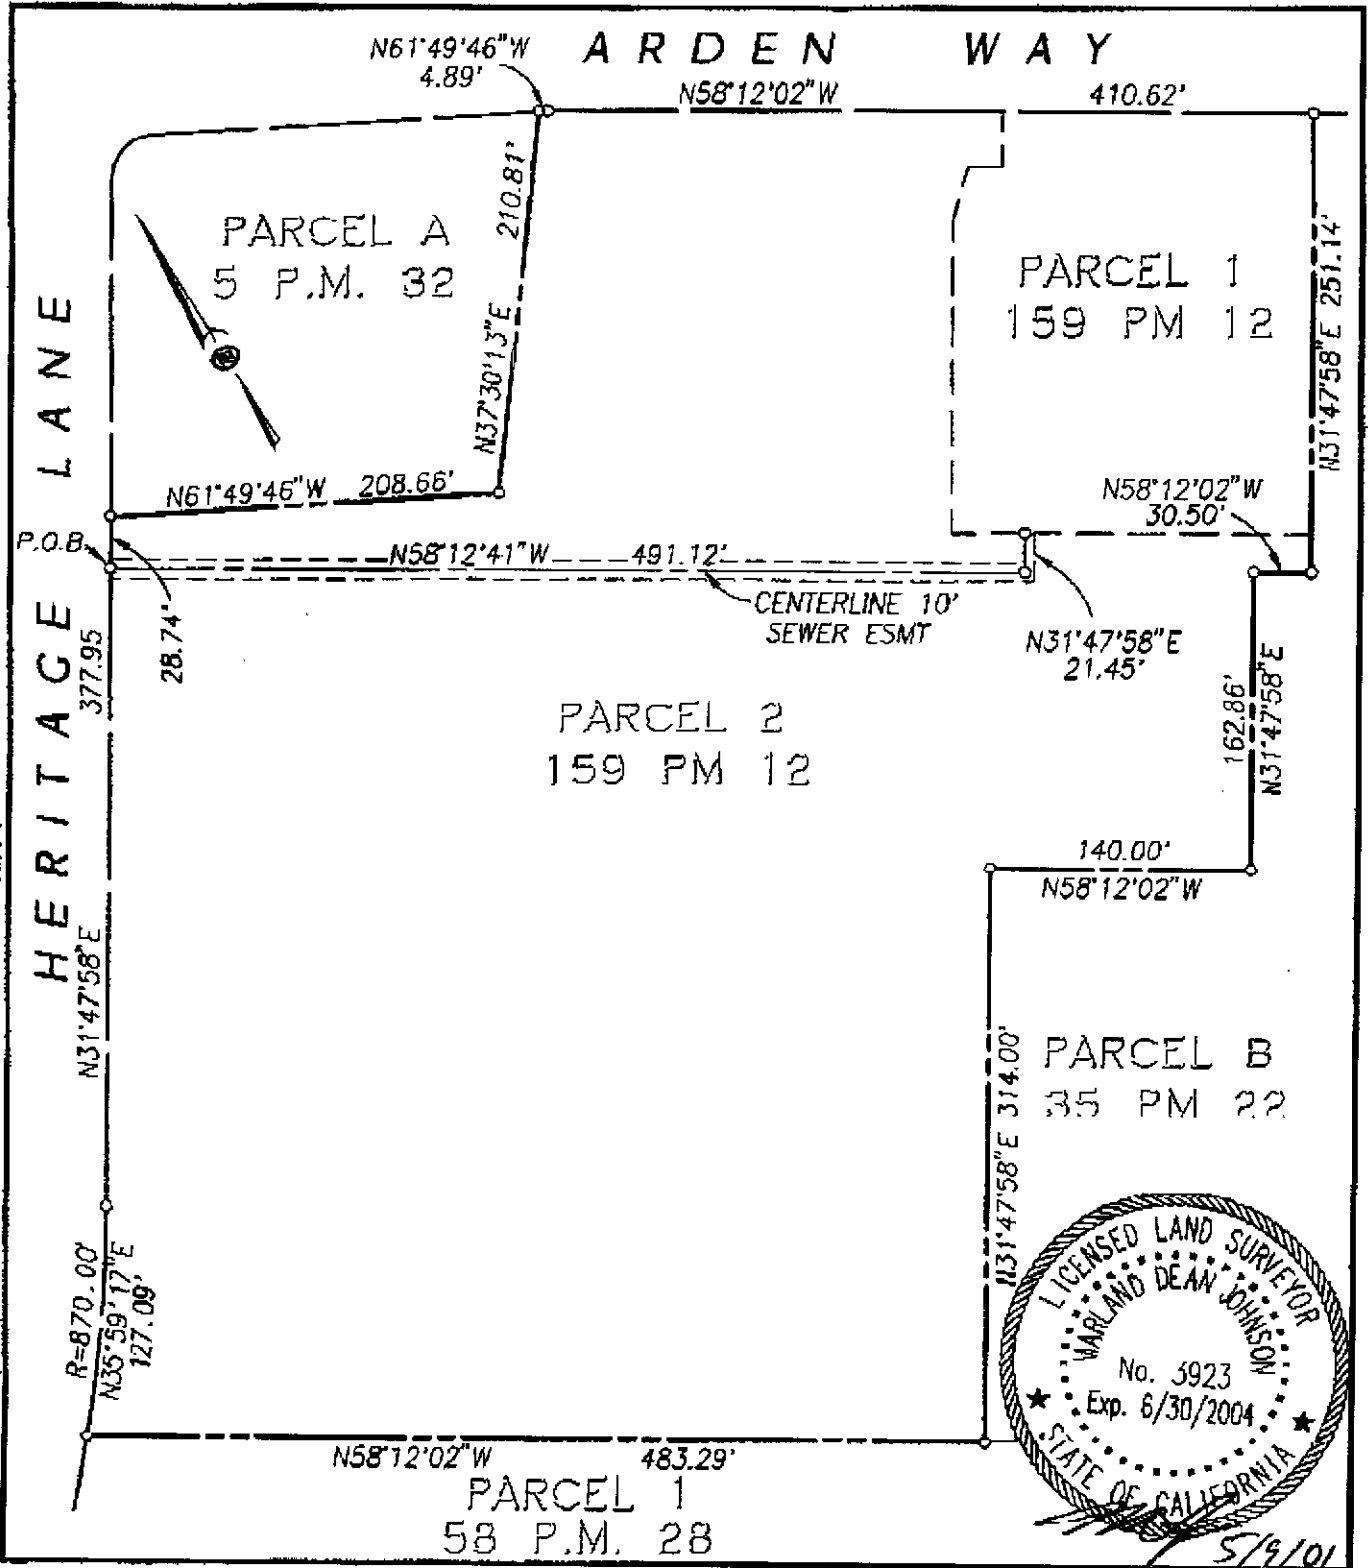 N61°49'46"W
4.89'
ARDEN WAY
N58°12'02"W 410.62'
210.81'
N37°30'13"E
PARCEL A
5 P.M. 32
PARCEL 1
159 PM 12
N31°47'58"E 251.14'
HERITAGE LANE
N61°49'46"W 208.66'
N58°12'02"W
30.50'
P.O.B.
N58°12'41"W 491.12'
CENTERLINE 10'
SEWER ESMT
N31°47'58"E
21.45'
28.74'
377.95
N31°47'58"E
PARCEL 2
159 PM 12
162.86'
N31°47'58"E
140.00'
N58°12'02"W
N31°47'58"E 314.00'
PARCEL B
35 PM 22
R=870.00'
N35°59'17"E
127.09'
N58°12'02"W 483.29'
PARCEL 1
58 P.M. 28
LICENSED LAND SURVEYOR
WARLAND DEAN JOHNSON
No. 3923
Exp. 6/30/2004
STATE OF CALIFORNIA
5/9/01